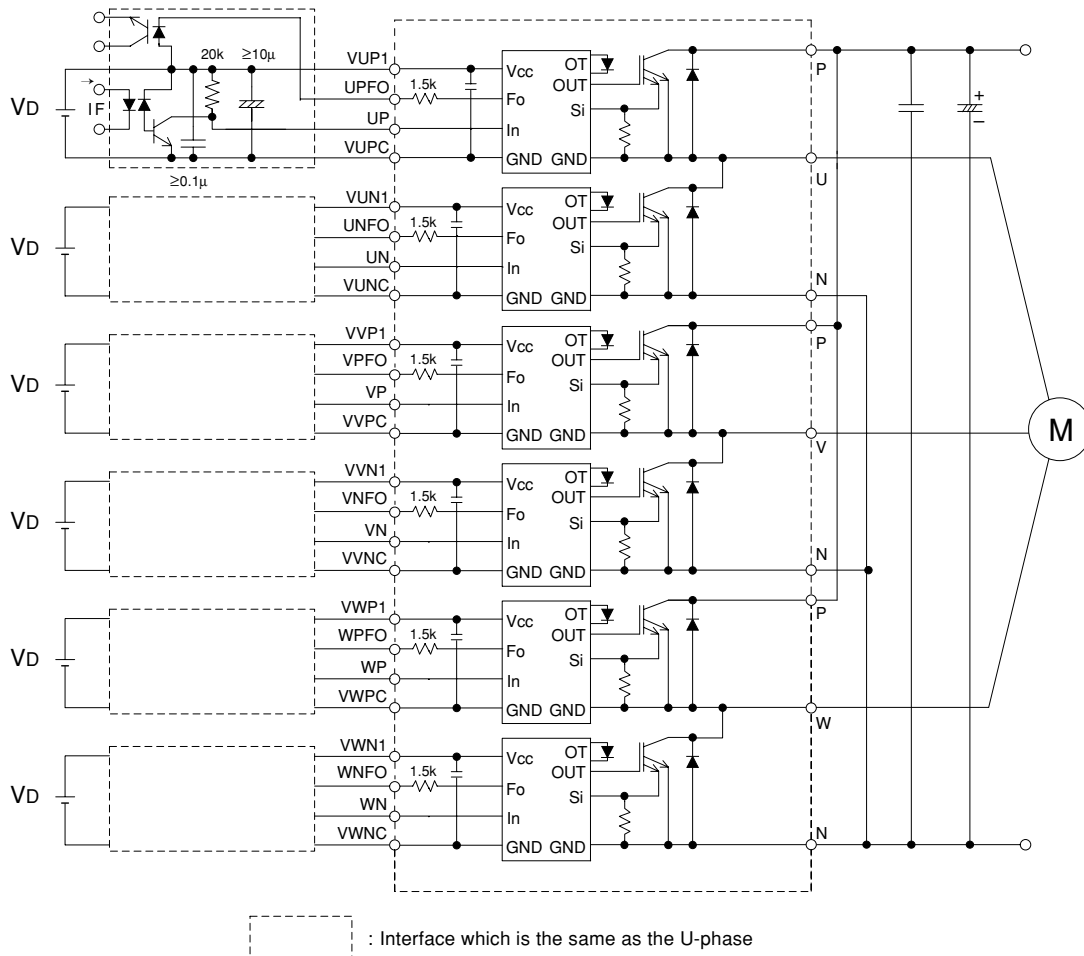 20k
≥10μ
VD
IF
≥0.1μ
VUP1
UPFO
UP
VUPC
1.5k
Vcc
Fo
In
GND
OT
OUT
Si
GND
P
U
+
−
VD
VUN1
UNFO
UN
VUNC
1.5k
Vcc
Fo
In
GND
OT
OUT
Si
GND
N
VD
VVP1
VPFO
VP
VVPC
1.5k
Vcc
Fo
In
GND
OT
OUT
Si
GND
P
V
M
VD
VVN1
VNFO
VN
VVNC
1.5k
Vcc
Fo
In
GND
OT
OUT
Si
GND
N
VD
VWP1
WPFO
WP
VWPC
1.5k
Vcc
Fo
In
GND
OT
OUT
Si
GND
P
W
VD
VWN1
WNFO
WN
VWNC
1.5k
Vcc
Fo
In
GND
OT
OUT
Si
GND
N
: Interface which is the same as the U-phase